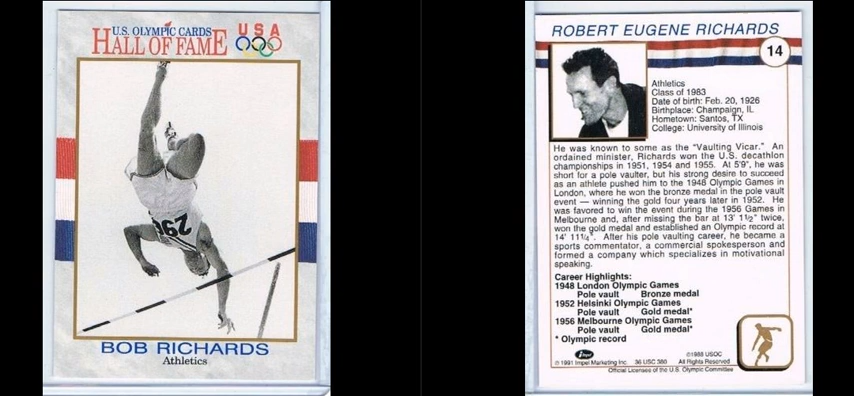 U.S. OLYMPIC CARDS
HALL OF FAME
USA
296
BOB RICHARDS
Athletics
ROBERT EUGENE RICHARDS
14
Athletics
Class of 1983
Date of birth: Feb. 20, 1926
Birthplace: Champaign, IL
Hometown: Santos, TX
College: University of Illinois
He was known to some as the "Vaulting Vicar." An
ordained minister, Richards won the U.S. decathlon
championships in 1951, 1954 and 1955. At 5'9", he was
short for a pole vaulter, but his strong desire to succeed
as an athlete pushed him to the 1948 Olympic Games in
London, where he won the bronze medal in the pole vault
event — winning the gold four years later in 1952. He
was favored to win the event during the 1956 Games in
Melbourne and, after missing the bar at 13' 1½" twice,
won the gold medal and established an Olympic record at
14' 11¼". After his pole vaulting career, he became a
sports commentator, a commercial spokesperson and
formed a company which specializes in motivational
speaking.
Career Highlights:
1948 London Olympic Games
Pole vault Bronze medal
1952 Helsinki Olympic Games
Pole vault Gold medal*
1956 Melbourne Olympic Games
Pole vault Gold medal*
* Olympic record
Impel
©1988 USOC
©1991 Impel Marketing Inc. 36 USC 380 All Rights Reserved
Official Licensee of the U.S. Olympic Committee